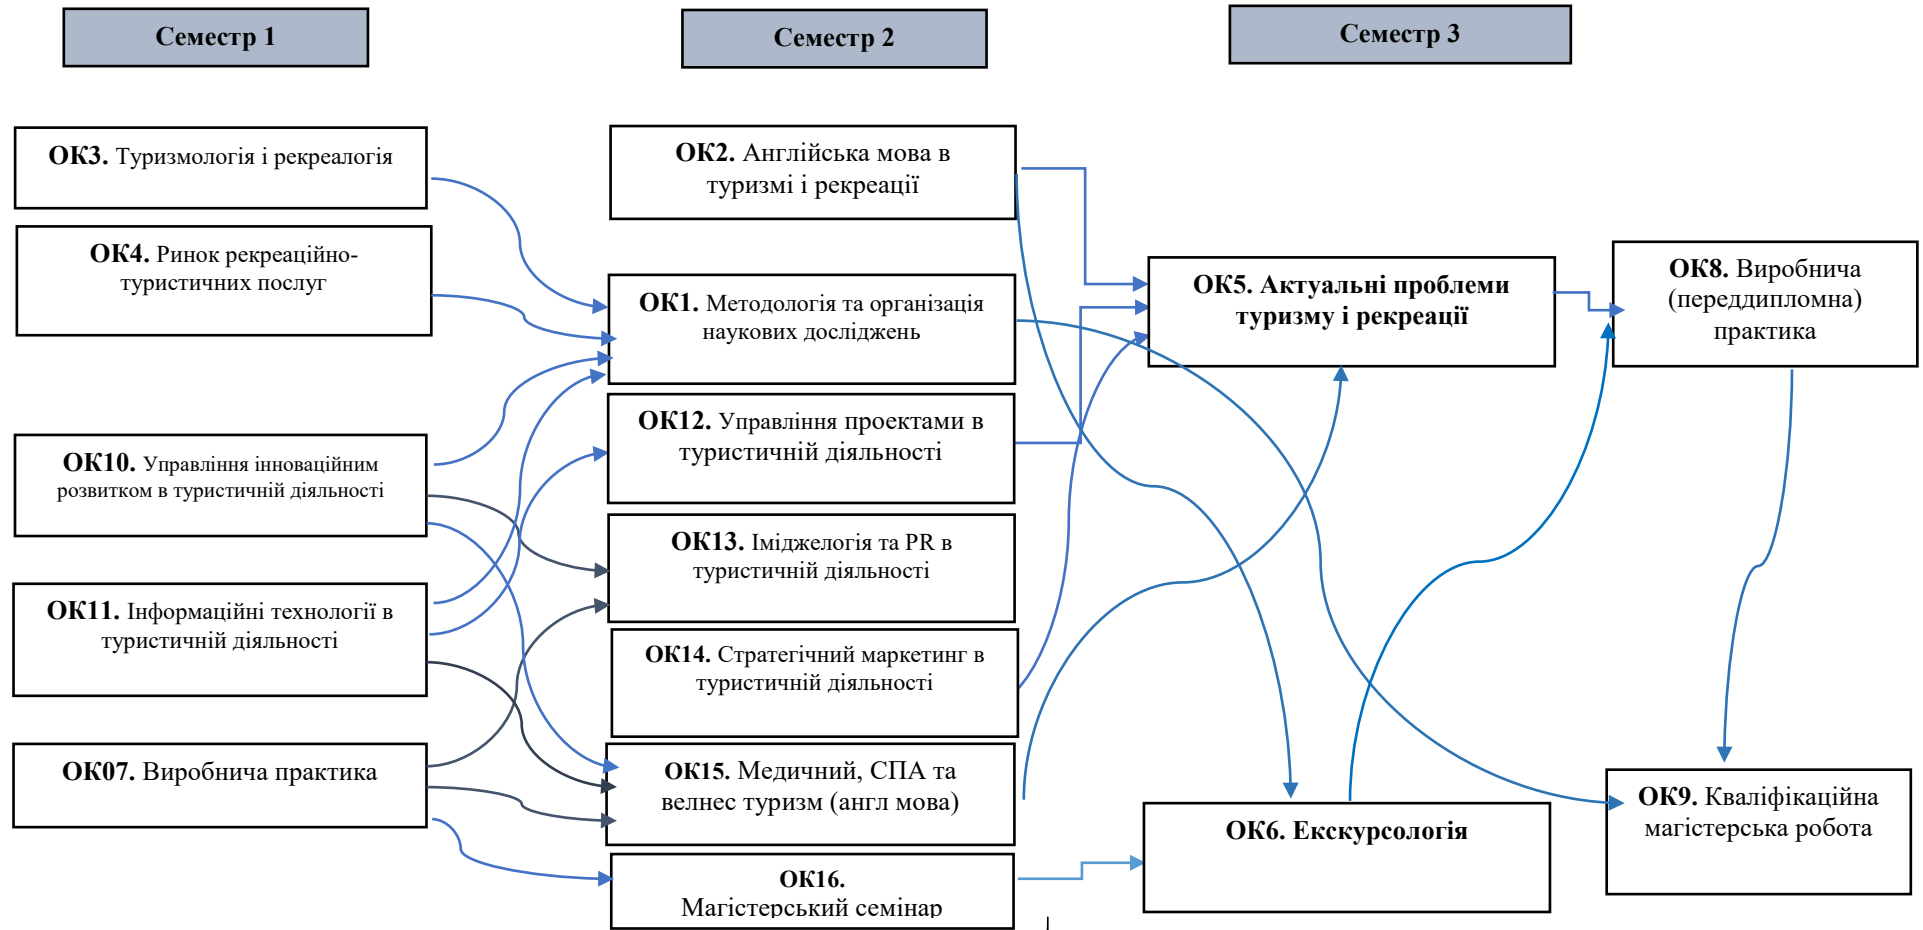 Семестр 1
Семестр 2
Семестр 3
ОК3. Туризмологія і рекреалогія
ОК4. Ринок рекреаційно-
туристичних послуг
ОК10. Управління інноваційним
розвитком в туристичній діяльності
ОК11. Інформаційні технології в
туристичній діяльності
ОК07. Виробнича практика
ОК2. Англійська мова в
туризмі і рекреації
ОК1. Методологія та організація
наукових досліджень
ОК12. Управління проектами в
туристичній діяльності
ОК13. Іміджелогія та PR в
туристичній діяльності
ОК14. Стратегічний маркетинг в
туристичній діяльності
ОК15. Медичний, СПА та
велнес туризм (англ мова)
ОК16.
Магістерський семінар
ОК5. Актуальні проблеми
туризму і рекреації
ОК6. Екскурсологія
ОК8. Виробнича
(переддипломна)
практика
ОК9. Кваліфікаційна
магістерська робота